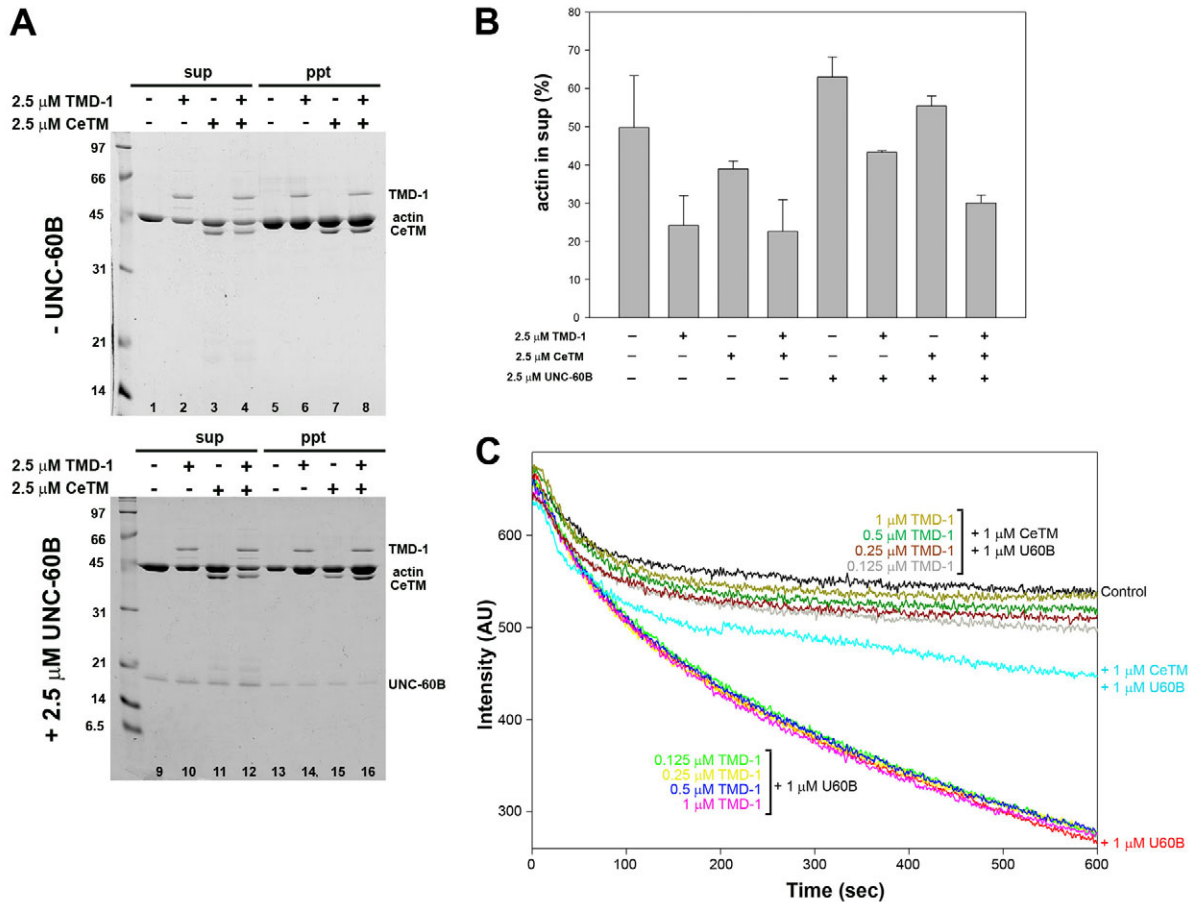 A
sup ppt
2.5 μM TMD-1 - + - + - + - +
2.5 μM CeTM - - + + - - + +
97
66
45
31
21
14
TMD-1
actin
CeTM
- UNC-60B
1 2 3 4 5 6 7 8
sup ppt
2.5 μM TMD-1 - + - + - + - +
2.5 μM CeTM - - + + - - + +
97
66
45
31
21
14
6.5
TMD-1
actin
CeTM
UNC-60B
+ 2.5 μM UNC-60B
9 10 11 12 13 14. 15 16
B
actin in sup (%)
80
70
60
50
40
30
20
10
0
2.5 μM TMD-1 – + – + – + – +
2.5 μM CeTM – – + + – – + +
2.5 μM UNC-60B – – – – + + + +
C
Intensity (AU)
600
500
400
300
1 μM TMD-1
0.5 μM TMD-1
0.25 μM TMD-1
0.125 μM TMD-1
+ 1 μM CeTM
+ 1 μM U60B
Control
+ 1 μM CeTM
+ 1 μM U60B
0.125 μM TMD-1
0.25 μM TMD-1
0.5 μM TMD-1
1 μM TMD-1
+ 1 μM U60B
+ 1 μM U60B
0 100 200 300 400 500 600
Time (sec)